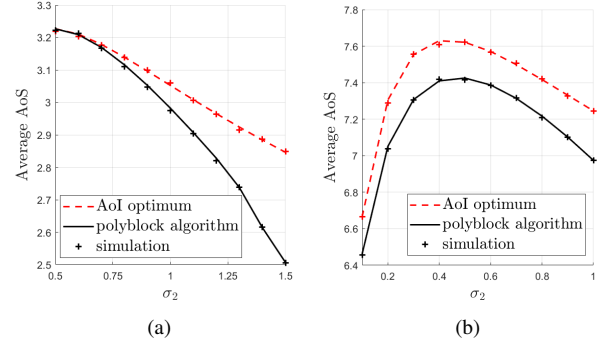 3.3
3.2
3.1
3
2.9
2.8
2.7
2.6
2.5
Average AoS
0.5 0.75 1 1.25 1.5
σ₂
AoI optimum
polyblock algorithm
simulation
(a)
7.8
7.6
7.4
7.2
7
6.8
6.6
6.4
Average AoS
0.2 0.4 0.6 0.8 1
σ₂
AoI optimum
polyblock algorithm
simulation
(b)